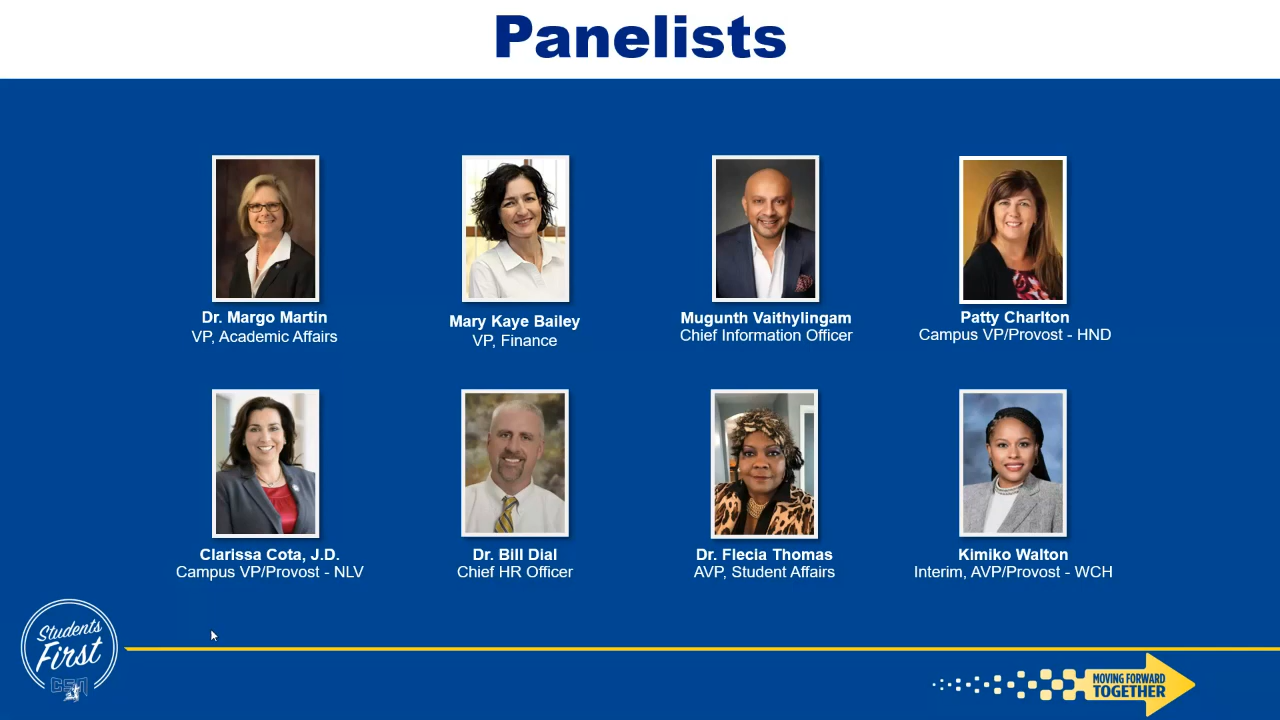 Panelists
Dr. Margo Martin
VP, Academic Affairs
Mary Kaye Bailey
VP, Finance
Mugunth Vaithylingam
Chief Information Officer
Patty Charlton
Campus VP/Provost - HND
Clarissa Cota, J.D.
Campus VP/Provost - NLV
Dr. Bill Dial
Chief HR Officer
Dr. Flecia Thomas
AVP, Student Affairs
Kimiko Walton
Interim, AVP/Provost - WCH
Students
First
CSN
MOVING FORWARD
TOGETHER